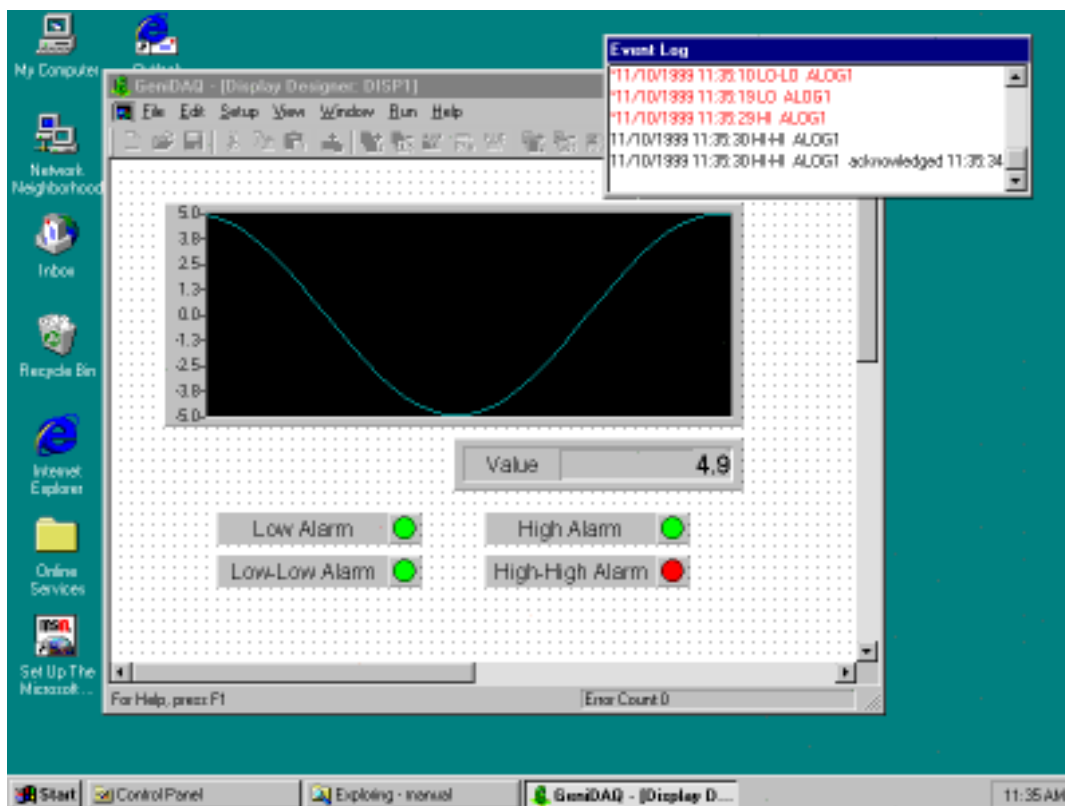 My Computer
Outlook
Network
Neighborhood
Inbox
Recycle Bin
Internet
Explorer
Online
Services
msn
Set Up The
Microsoft ...
GeniDAQ - [Display Designer: DISP1]
File Edit Setup View Window Run Help
Event Log
*11/10/1999 11:35:10 LO-LO ALOG1
*11/10/1999 11:35:19 LO ALOG1
*11/10/1999 11:35:29 HI ALOG1
11/10/1999 11:35:30 HI-HI ALOG1
11/10/1999 11:35:30 HI-HI ALOG1 acknowledged 11:35:34
5.0
3.8
2.5
1.3
0.0
-1.3
-2.5
-3.8
-5.0
Value 4.9
Low Alarm
High Alarm
Low-Low Alarm
High-High Alarm
For Help, press F1
Error Count 0
Start
Control Panel
Exploring - manual
GeniDAQ - [Display D...
11:35 AM